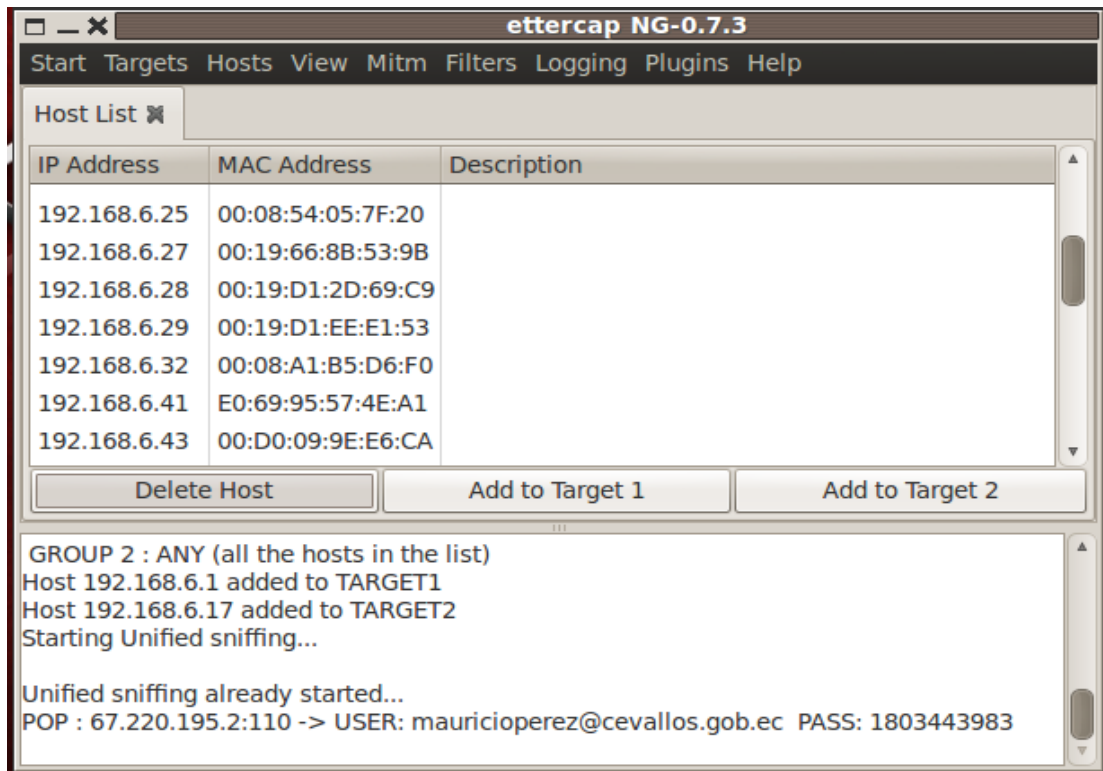 ettercap NG-0.7.3
Start Targets Hosts View Mitm Filters Logging Plugins Help
Host List
IP Address MAC Address Description
192.168.6.25 00:08:54:05:7F:20
192.168.6.27 00:19:66:8B:53:9B
192.168.6.28 00:19:D1:2D:69:C9
192.168.6.29 00:19:D1:EE:E1:53
192.168.6.32 00:08:A1:B5:D6:F0
192.168.6.41 E0:69:95:57:4E:A1
192.168.6.43 00:D0:09:9E:E6:CA
Delete Host Add to Target 1 Add to Target 2
GROUP 2 : ANY (all the hosts in the list)
Host 192.168.6.1 added to TARGET1
Host 192.168.6.17 added to TARGET2
Starting Unified sniffing...
Unified sniffing already started...
POP : 67.220.195.2:110 -> USER: mauricioperez@cevallos.gob.ec PASS: 1803443983